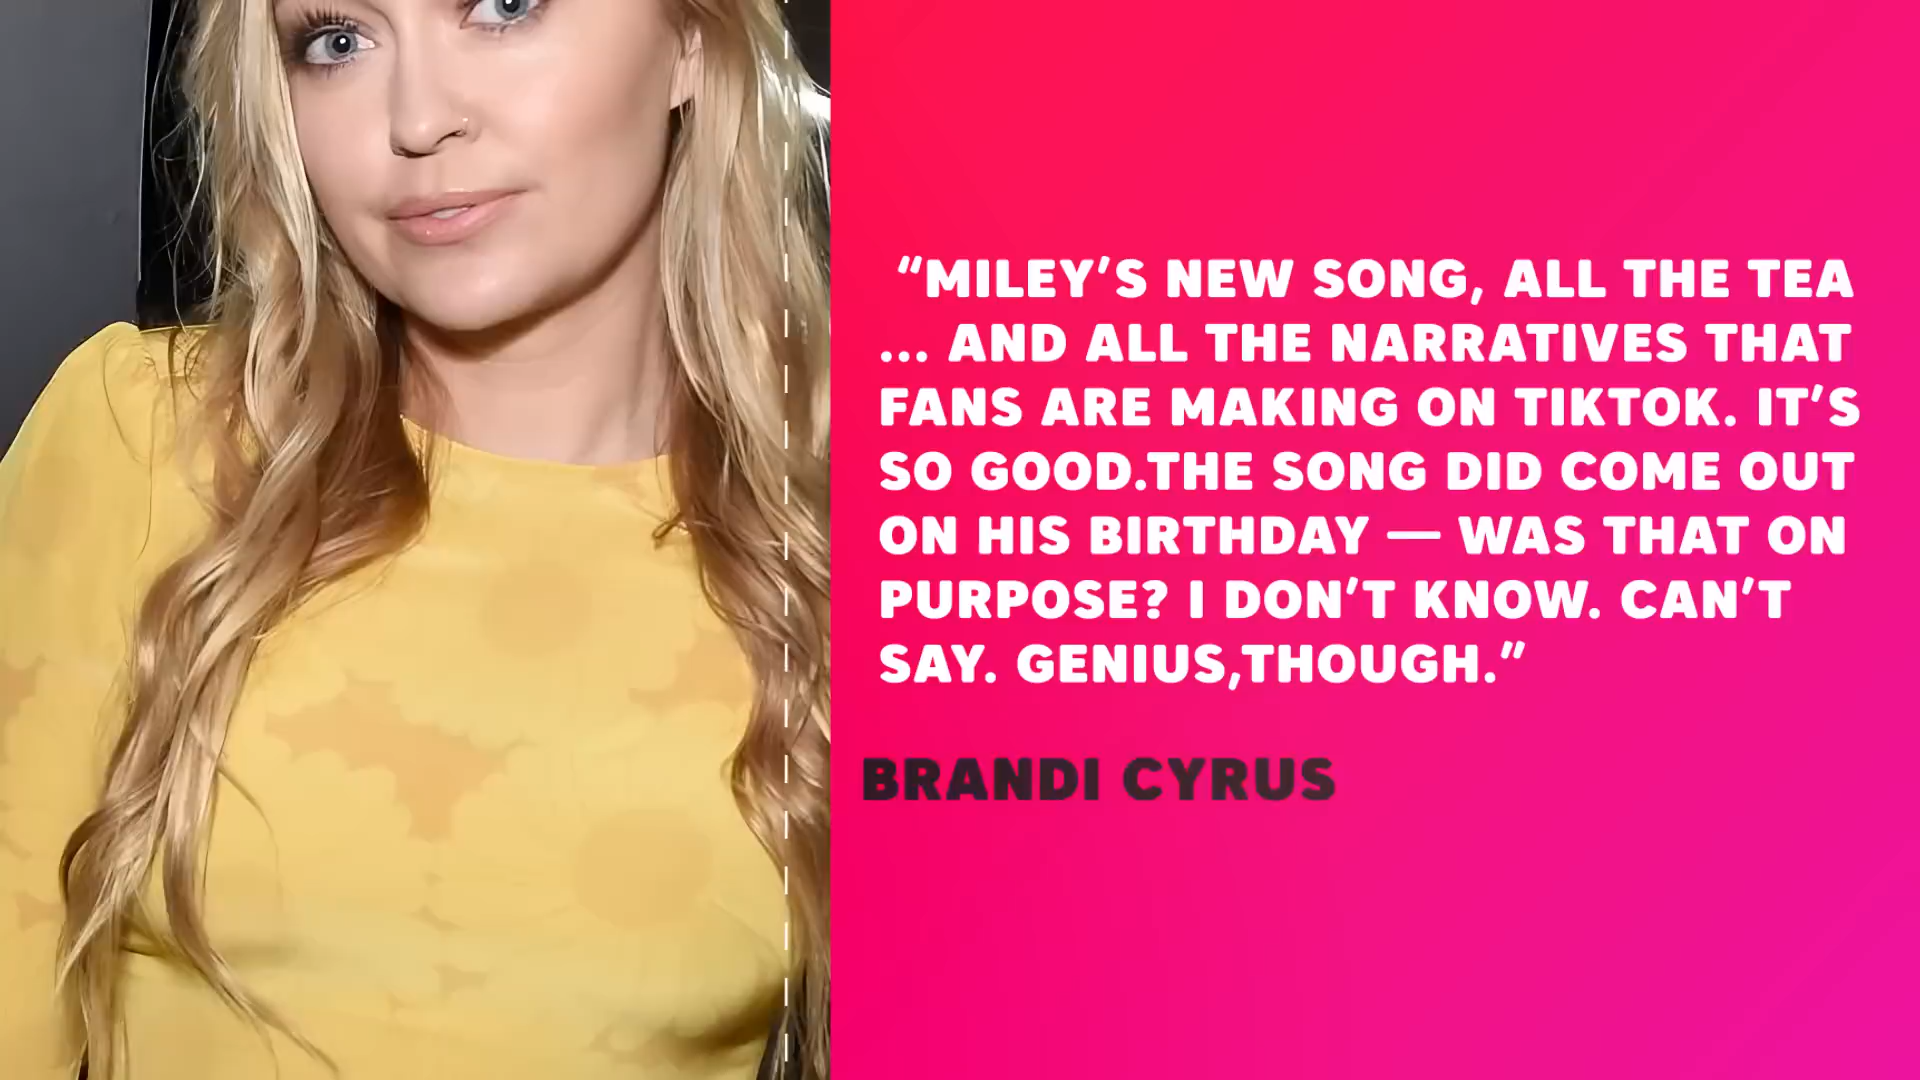 “MILEY’S NEW SONG, ALL THE TEA
... AND ALL THE NARRATIVES THAT
FANS ARE MAKING ON TIKTOK. IT’S
SO GOOD.THE SONG DID COME OUT
ON HIS BIRTHDAY — WAS THAT ON
PURPOSE? I DON’T KNOW. CAN’T
SAY. GENIUS,THOUGH.”
BRANDI CYRUS